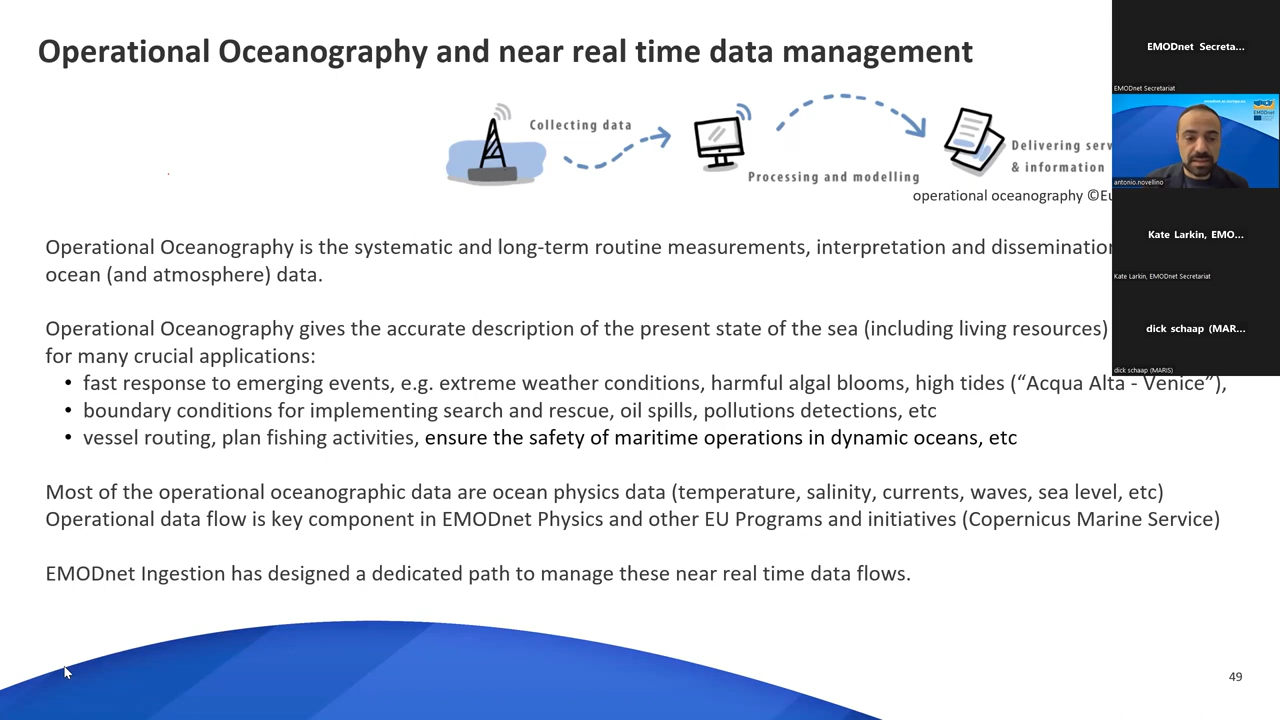 Operational Oceanography and near real time data management
Collecting data
Processing and modelling
Delivering serv
& information
operational oceanography ©Eu
Operational Oceanography is the systematic and long-term routine measurements, interpretation and dissemination
ocean (and atmosphere) data.
Operational Oceanography gives the accurate description of the present state of the sea (including living resources)
for many crucial applications:
• fast response to emerging events, e.g. extreme weather conditions, harmful algal blooms, high tides (“Acqua Alta - Venice”),
• boundary conditions for implementing search and rescue, oil spills, pollutions detections, etc
• vessel routing, plan fishing activities, ensure the safety of maritime operations in dynamic oceans, etc
Most of the operational oceanographic data are ocean physics data (temperature, salinity, currents, waves, sea level, etc)
Operational data flow is key component in EMODnet Physics and other EU Programs and initiatives (Copernicus Marine Service)
EMODnet Ingestion has designed a dedicated path to manage these near real time data flows.
49
EMODnet Secreta...
EMODnet Secretariat
EMODnet
antonio.novellino
Kate Larkin, EMO...
Kate Larkin, EMODnet Secretariat
dick schaap (MAR...
dick schaap (MARIS)